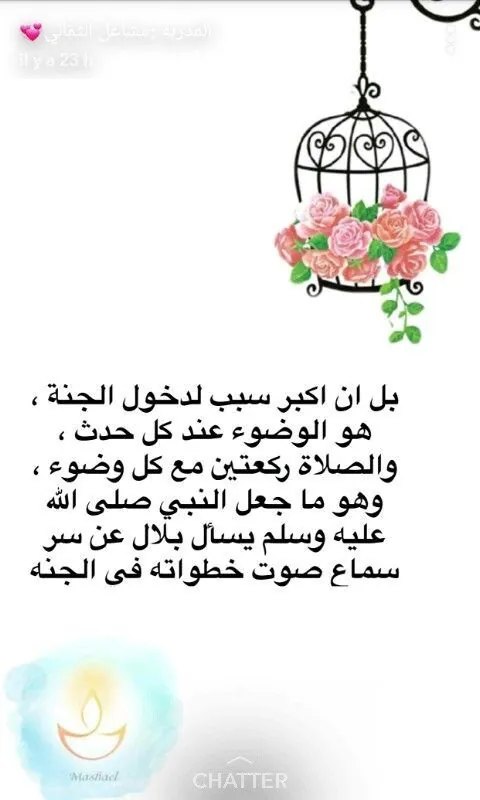 المدربة :مشاعل الثقاني 💕
il y a 23 h
بل ان اكبر سبب لدخول الجنة ،
هو الوضوء عند كل حدث ،
والصلاة ركعتين مع كل وضوء ،
وهو ما جعل النبي صلى الله
عليه وسلم يسأل بلال عن سر
سماع صوت خطواته فى الجنه
Mashael
CHATTER